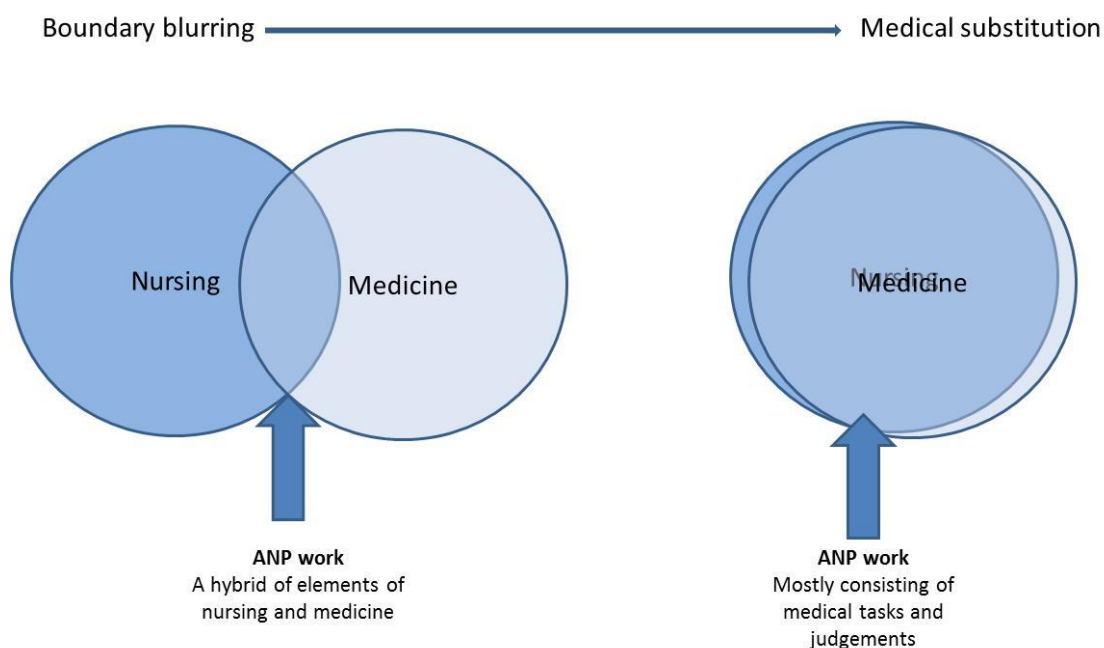 Boundary blurring
Medical substitution
Nursing
Medicine
Nursing
Medicine
ANP work
A hybrid of elements of
nursing and medicine
ANP work
Mostly consisting of
medical tasks and
judgements